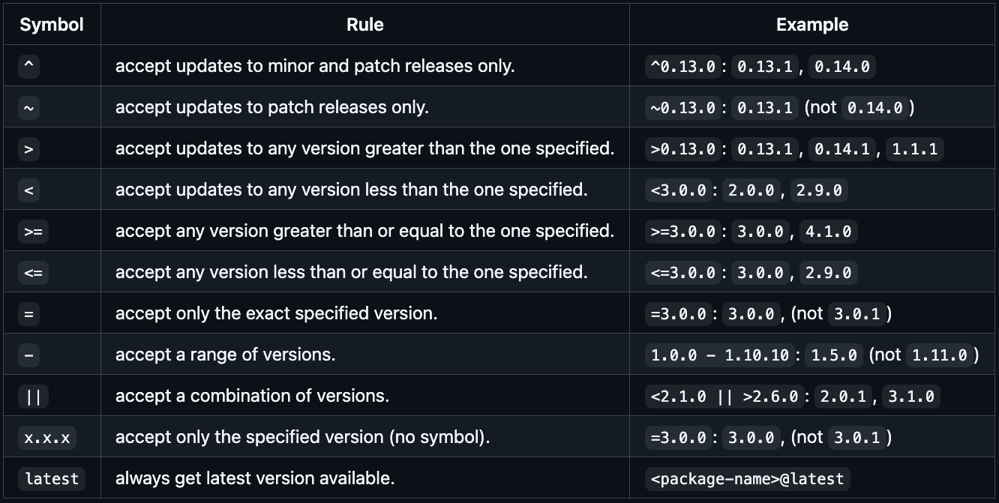 Symbol Rule Example
^ accept updates to minor and patch releases only. ^0.13.0: 0.13.1, 0.14.0
~ accept updates to patch releases only. ~0.13.0: 0.13.1 (not 0.14.0)
> accept updates to any version greater than the one specified. >0.13.0: 0.13.1, 0.14.1, 1.1.1
< accept updates to any version less than the one specified. <3.0.0: 2.0.0, 2.9.0
>= accept any version greater than or equal to the one specified. >=3.0.0: 3.0.0, 4.1.0
<= accept any version less than or equal to the one specified. <=3.0.0: 3.0.0, 2.9.0
= accept only the exact specified version. =3.0.0: 3.0.0, (not 3.0.1)
- accept a range of versions. 1.0.0 - 1.10.10: 1.5.0 (not 1.11.0)
|| accept a combination of versions. <2.1.0 || >2.6.0: 2.0.1, 3.1.0
x.x.x accept only the specified version (no symbol). =3.0.0: 3.0.0, (not 3.0.1)
latest always get latest version available. <package-name>@latest